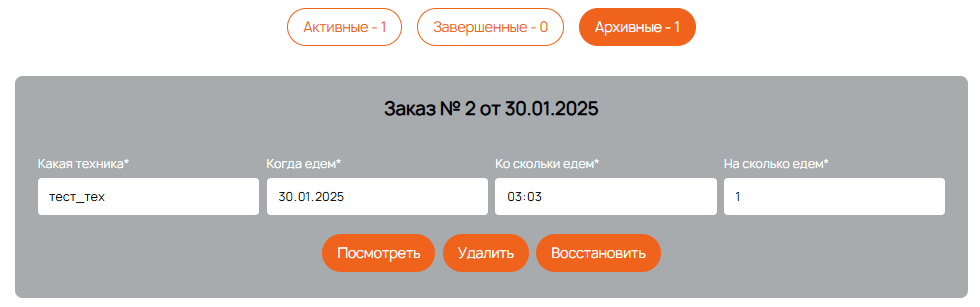 Активные - 1 Завершенные - 0 Архивные - 1
Заказ № 2 от 30.01.2025
Какая техника* Когда едем* Ко скольки едем* На сколько едем*
тест_тех 30.01.2025 03:03 1
Посмотреть Удалить Восстановить